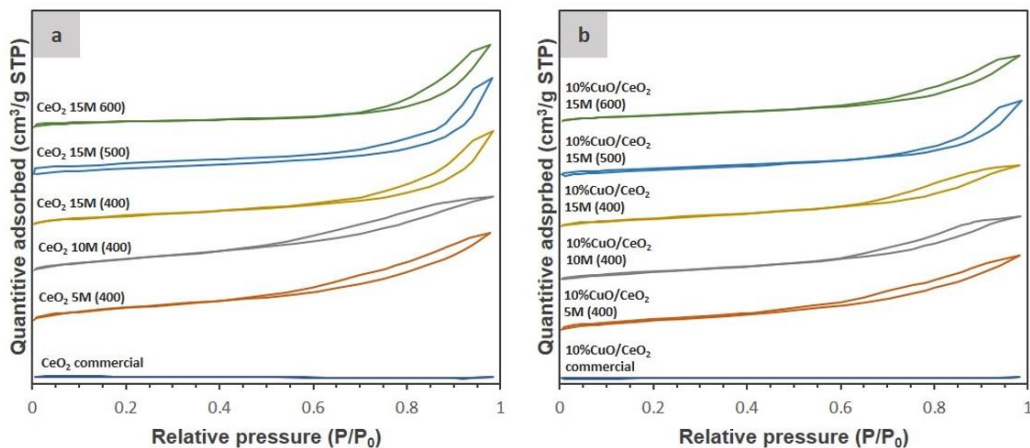 a
Quantitive adsorbed (cm³/g STP)
CeO₂ 15M 600)
CeO₂ 15M (500)
CeO₂ 15M (400)
CeO₂ 10M (400)
CeO₂ 5M (400)
CeO₂ commercial
0 0.2 0.4 0.6 0.8 1
Relative pressure (P/P₀)
b
Quantitive adsprbed (cm³/g STP)
10%CuO/CeO₂
15M (600)
10%CuO/CeO₂
15M (500)
10%CuO/CeO₂
15M (400)
10%CuO/CeO₂
10M (400)
10%CuO/CeO₂
5M (400)
10%CuO/CeO₂
commercial
0 0.2 0.4 0.6 0.8 1
Relative pressure (P/P₀)